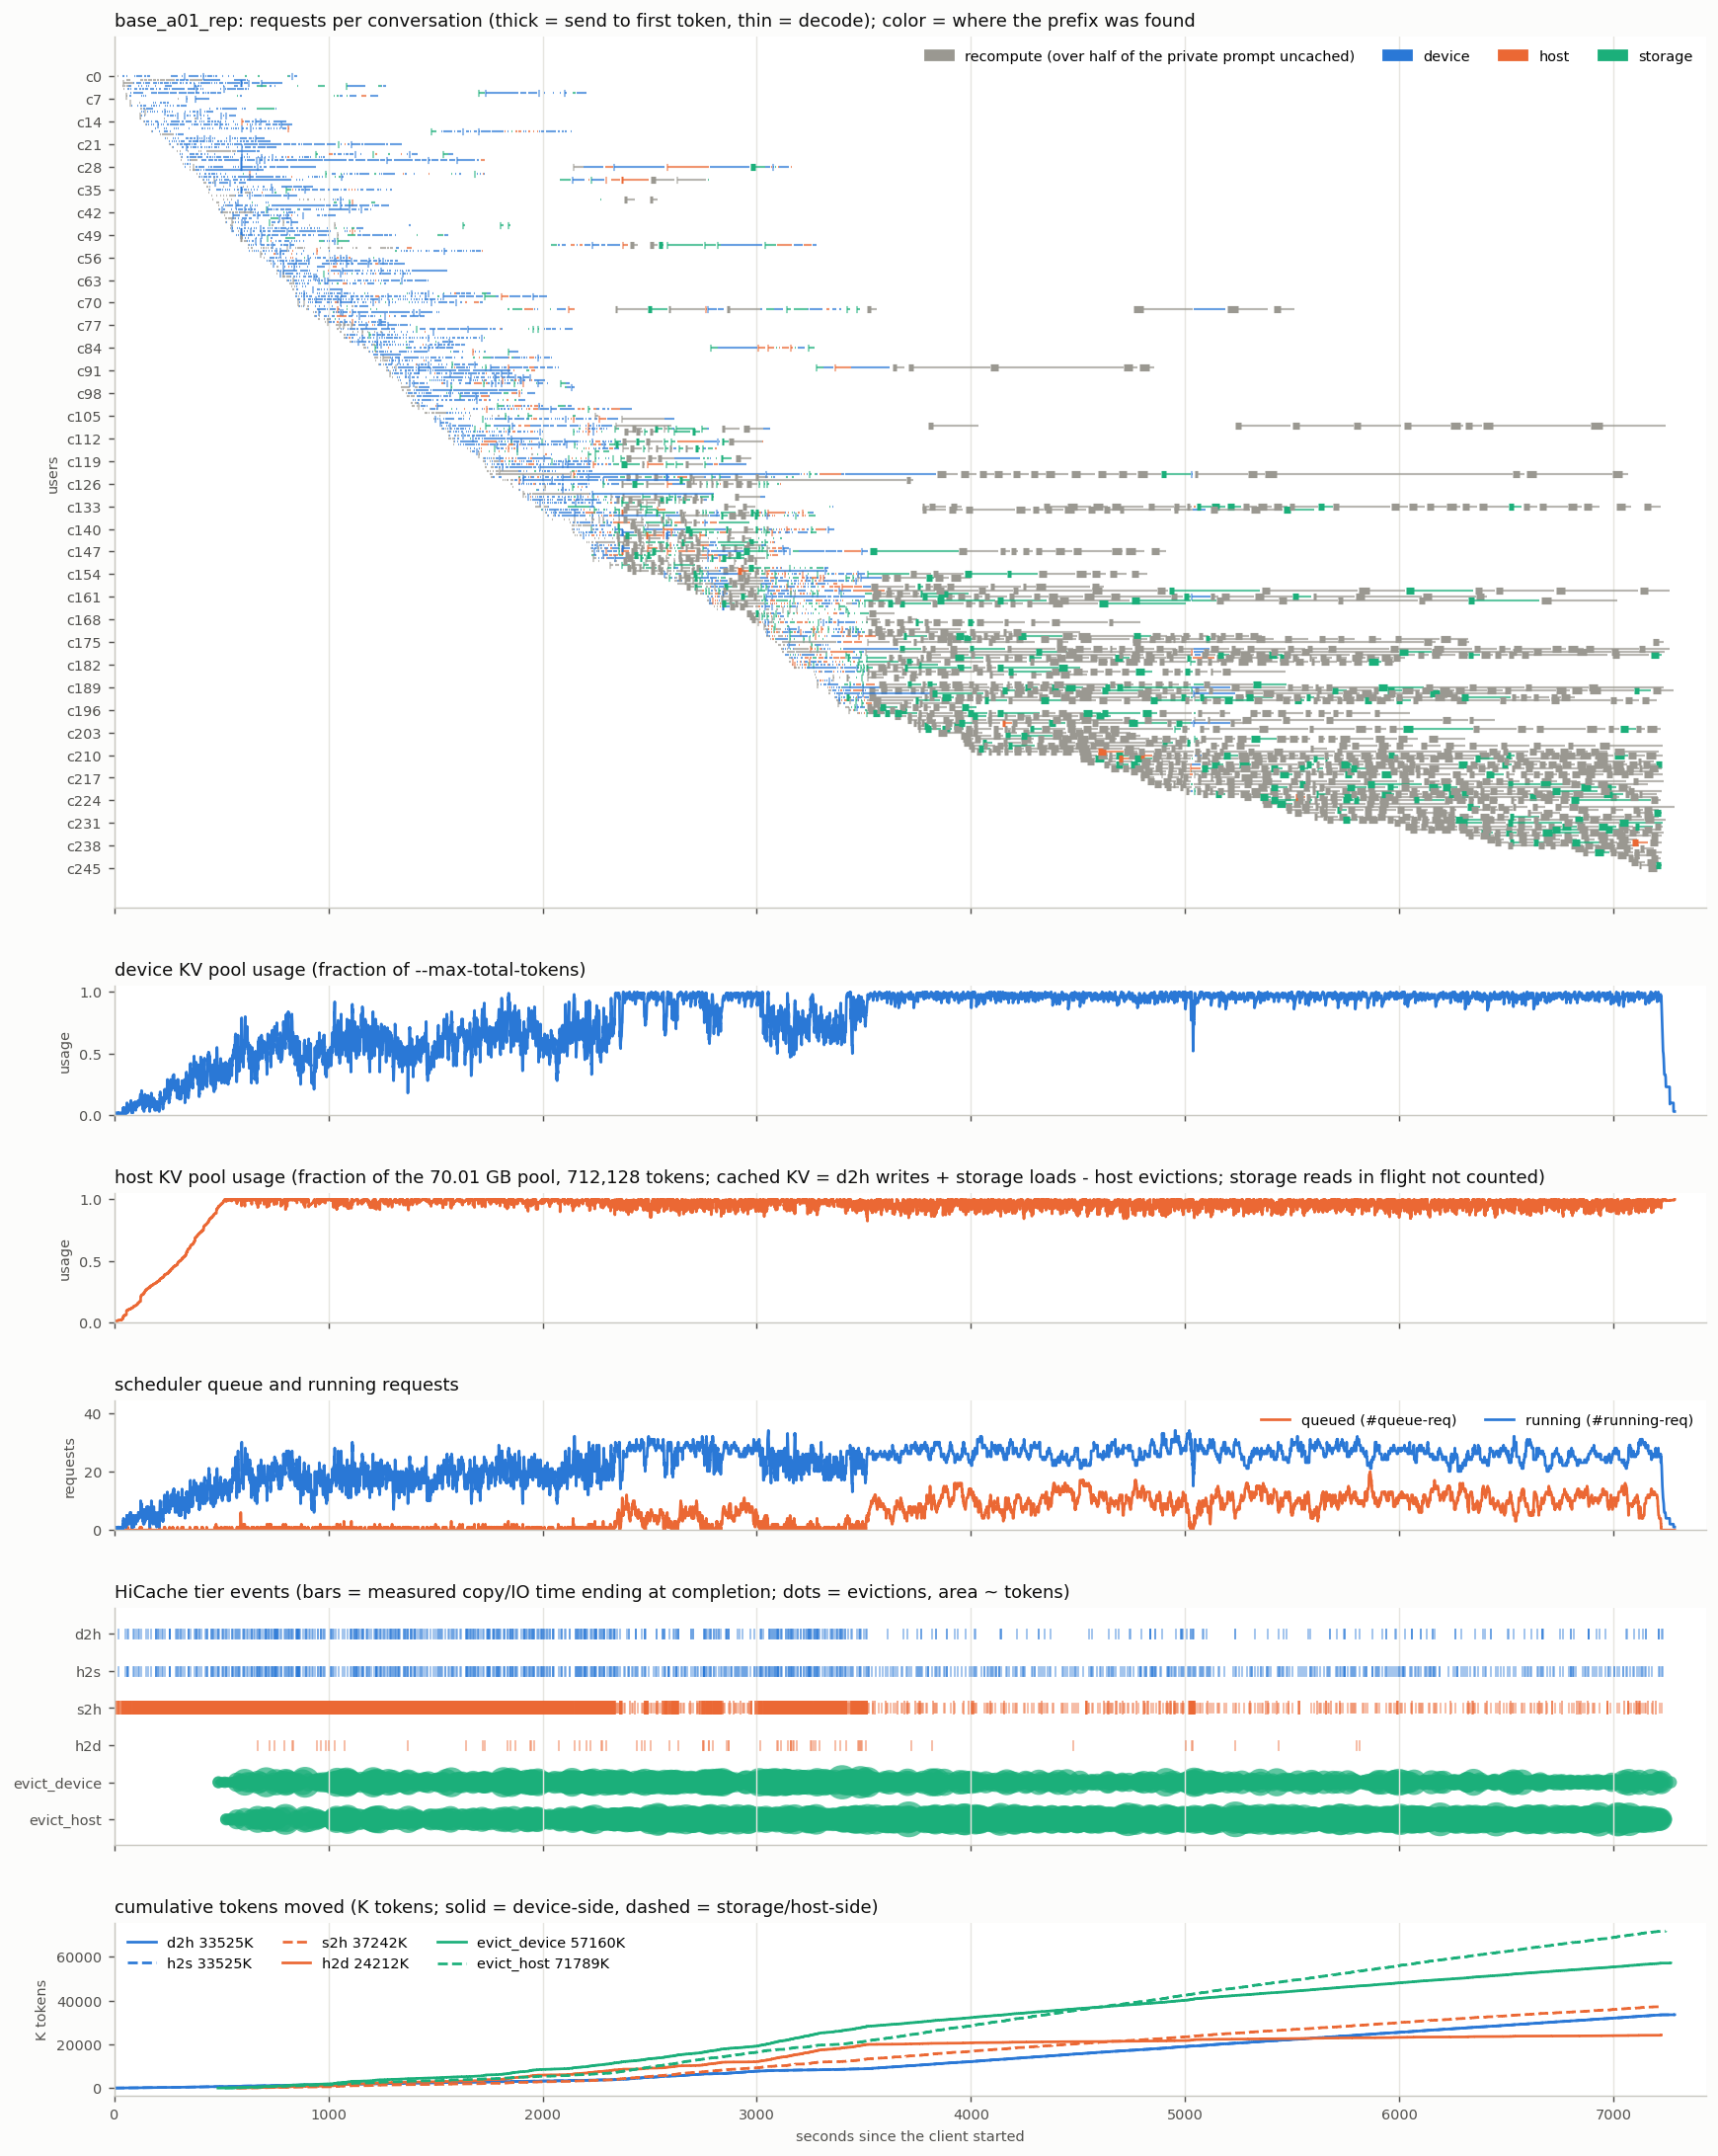 base_a01_rep: requests per conversation (thick = send to first token, thin = decode); color = where the prefix was found
recompute (over half of the private prompt uncached) device host storage
c0
c7
c14
c21
c28
c35
c42
c49
c56
c63
c70
c77
c84
c91
c98
c105
c112
c119
c126
c133
c140
c147
c154
c161
c168
c175
c182
c189
c196
c203
c210
c217
c224
c231
c238
c245
users
device KV pool usage (fraction of --max-total-tokens)
1.0
0.5
0.0
usage
host KV pool usage (fraction of the 70.01 GB pool, 712,128 tokens; cached KV = d2h writes + storage loads - host evictions; storage reads in flight not counted)
1.0
0.5
0.0
usage
scheduler queue and running requests
queued (#queue-req) running (#running-req)
40
20
0
requests
HiCache tier events (bars = measured copy/IO time ending at completion; dots = evictions, area ~ tokens)
d2h
h2s
s2h
h2d
evict_device
evict_host
cumulative tokens moved (K tokens; solid = device-side, dashed = storage/host-side)
d2h 33525K s2h 37242K evict_device 57160K
h2s 33525K h2d 24212K evict_host 71789K
60000
40000
20000
0
K tokens
0 1000 2000 3000 4000 5000 6000 7000
seconds since the client started